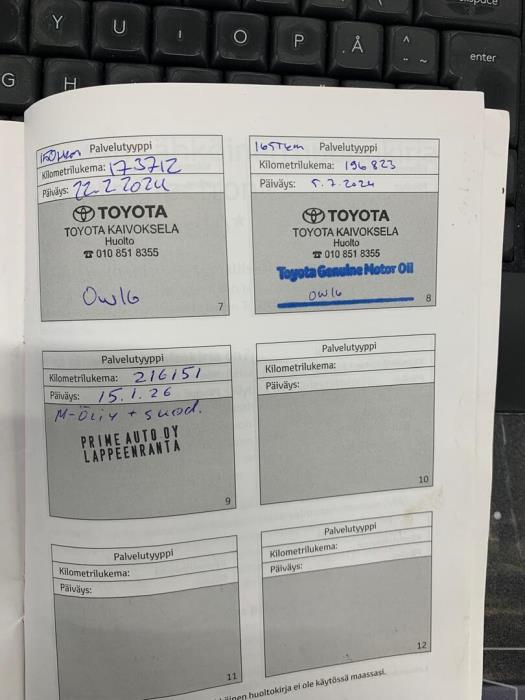 Y U I O P Å ^ ¨ ~ enter
G H
150tkm Palvelutyyppi
Kilometrilukema: 173712
Päiväys: 22.2.2024
TOYOTA
TOYOTA KAIVOKSELA
Huolto
☎ 010 851 8355
0w16
7
165Tkm Palvelutyyppi
Kilometrilukema: 196823
Päiväys: 5.7.2024
TOYOTA
TOYOTA KAIVOKSELA
Huolto
☎ 010 851 8355
Toyota Genuine Motor Oil
0w16
8
Palvelutyyppi
Kilometrilukema: 216151
Päiväys: 15.1.26
M-ÖLJY + suod.
PRIME AUTO OY
LAPPEENRANTA
9
Palvelutyyppi
Kilometrilukema:
Päiväys:
10
Palvelutyyppi
Kilometrilukema:
Päiväys:
11
Palvelutyyppi
Kilometrilukema:
Päiväys:
12
huoltokirja ei ole käytössä maassasi.